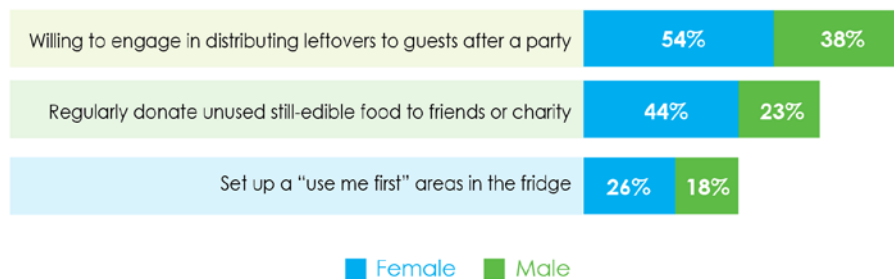 Willing to engage in distributing leftovers to guests after a party 54% 38%
Regularly donate unused still-edible food to friends or charity 44% 23%
Set up a “use me first” areas in the fridge 26% 18%
Female Male